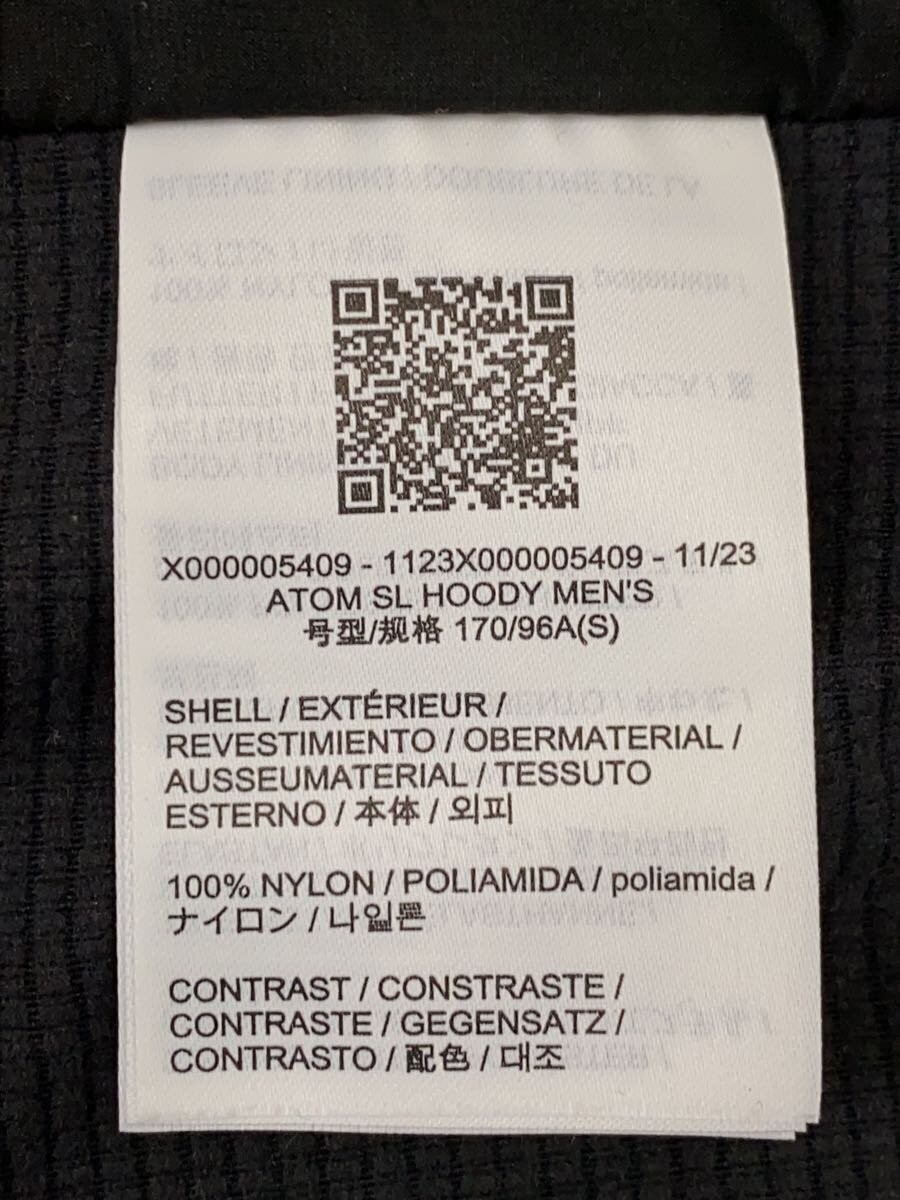 X000005409 - 1123X000005409 - 11/23
ATOM SL HOODY MEN'S
号型/规格 170/96A(S)
SHELL / EXTÉRIEUR /
REVESTIMIENTO / OBERMATERIAL /
AUSSEUMATERIAL / TESSUTO
ESTERNO / 本体 / 외피
100% NYLON / POLIAMIDA / poliamida /
ナイロン / 나일론
CONTRAST / CONSTRASTE /
CONTRASTE / GEGENSATZ /
CONTRASTO / 配色 / 대조